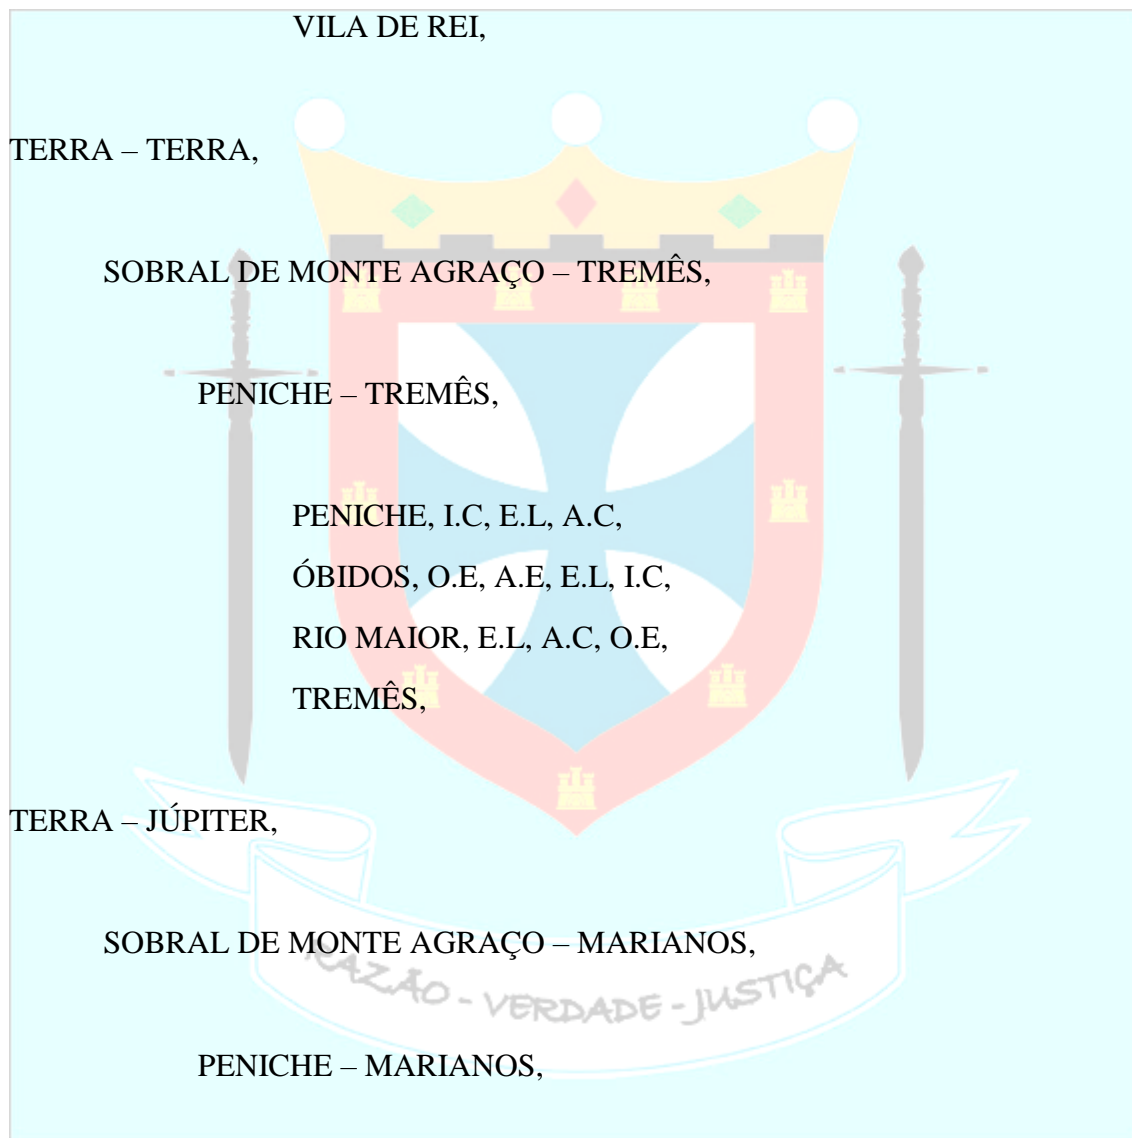 VILA DE REI,
TERRA – TERRA,
SOBRAL DE MONTE AGRAÇO – TREMÊS,
PENICHE – TREMÊS,
PENICHE, I.C, E.L, A.C,
ÓBIDOS, O.E, A.E, E.L, I.C,
RIO MAIOR, E.L, A.C, O.E,
TREMÊS,
TERRA – JÚPITER,
SOBRAL DE MONTE AGRAÇO – MARIANOS,
RAZÃO - VERDADE - JUSTIÇA
PENICHE – MARIANOS,